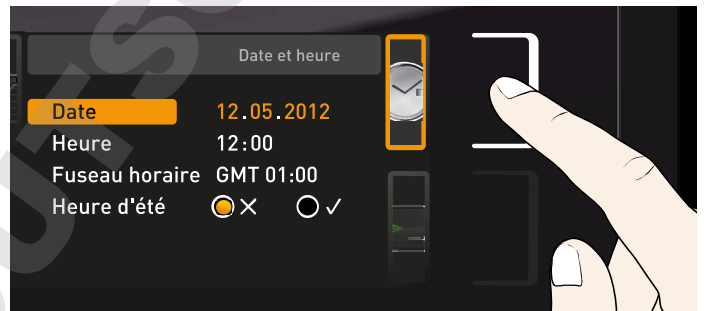 Date et heure
Date 12.05.2012
Heure 12:00
Fuseau horaire GMT 01:00
Heure d'été